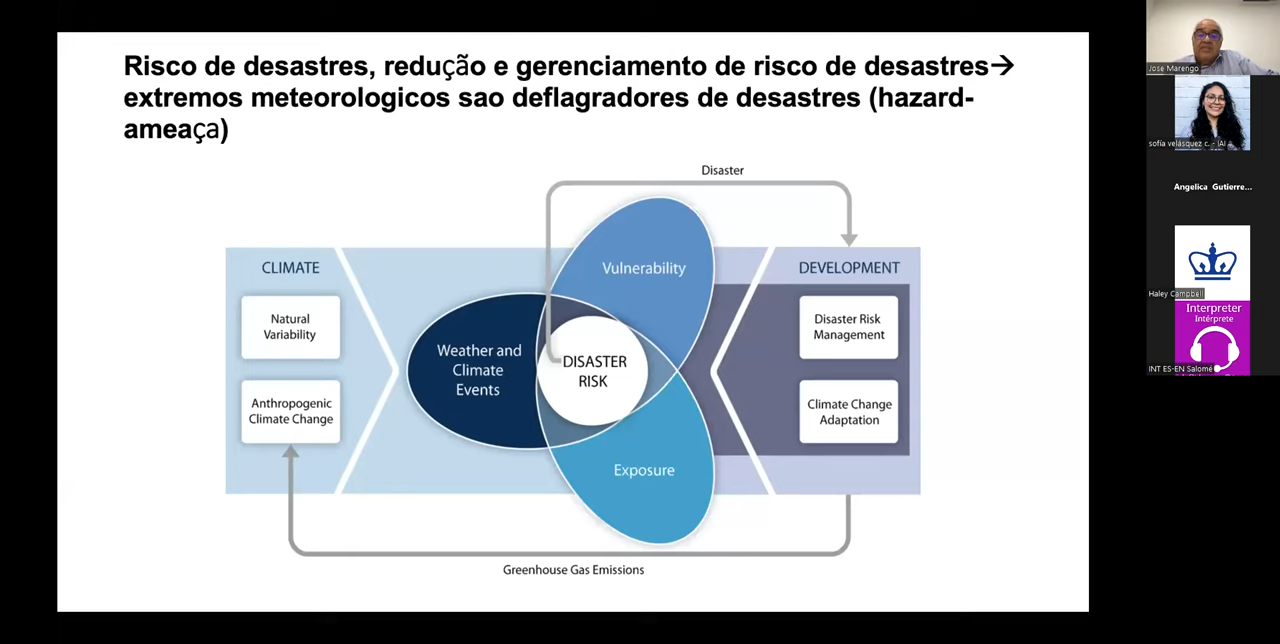 Risco de desastres, redução e gerenciamento de risco de desastres→
extremos meteorologicos sao deflagradores de desastres (hazard-
ameaça)
Disaster
CLIMATE
Natural
Variability
Anthropogenic
Climate Change
Weather and
Climate
Events
Vulnerability
DISASTER
RISK
Exposure
DEVELOPMENT
Disaster Risk
Management
Climate Change
Adaptation
Greenhouse Gas Emissions
Jose Marengo
sofía velásquez c. - IAI
Angelica Gutierre...
Haley Campbell
Interpreter
Intérprete
INT ES-EN Salomé